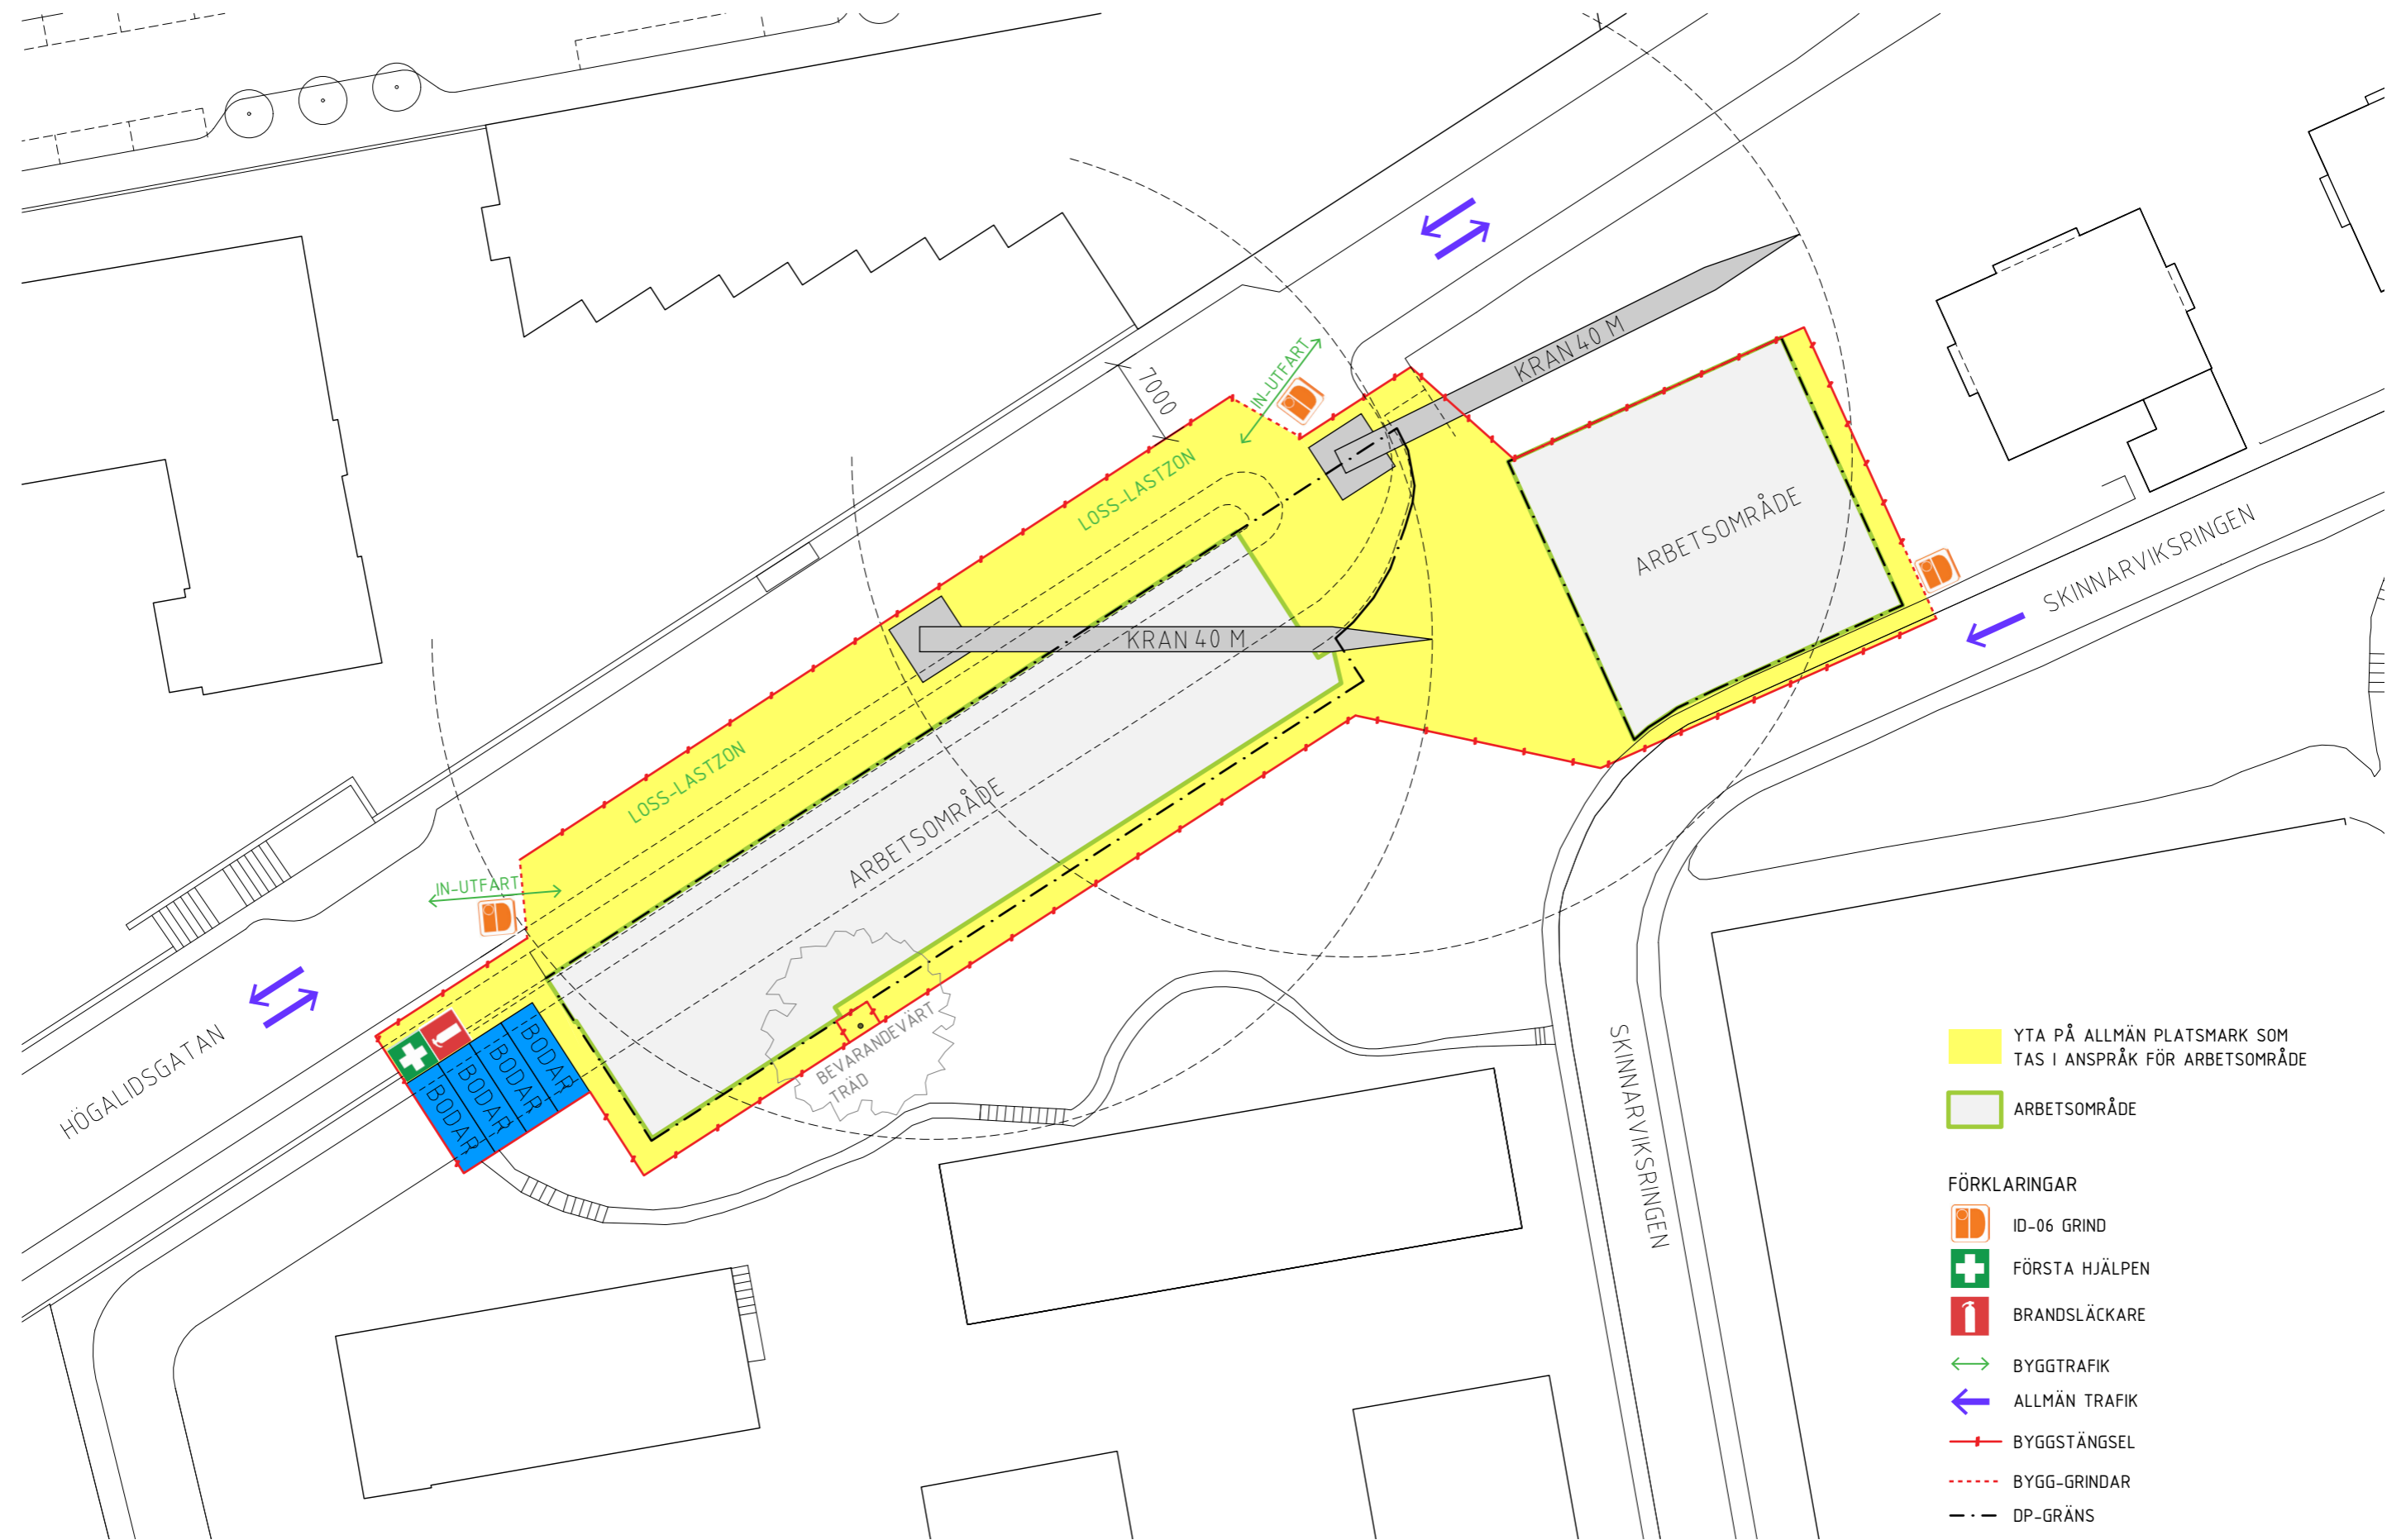 KRAN 40 M
7000
IN-UTFART
LOSS-LASTZON
ARBETSOMRÅDE
SKINNARVIKSRINGEN
KRAN 40 M
LOSS-LASTZON
ARBETSOMRÅDE
IN-UTFART
HÖGALIDSGATAN
BODAR
BODAR
BODAR
BODAR
BEVARANDEVÄRT
TRÄD
SKINNARVIKSRINGEN
YTA PÅ ALLMÄN PLATSMARK SOM
TAS I ANSPRÅK FÖR ARBETSOMRÅDE
ARBETSOMRÅDE
FÖRKLARINGAR
ID-06 GRIND
FÖRSTA HJÄLPEN
BRANDSLÄCKARE
BYGGTRAFIK
ALLMÄN TRAFIK
BYGGSTÄNGSEL
BYGG-GRINDAR
DP-GRÄNS